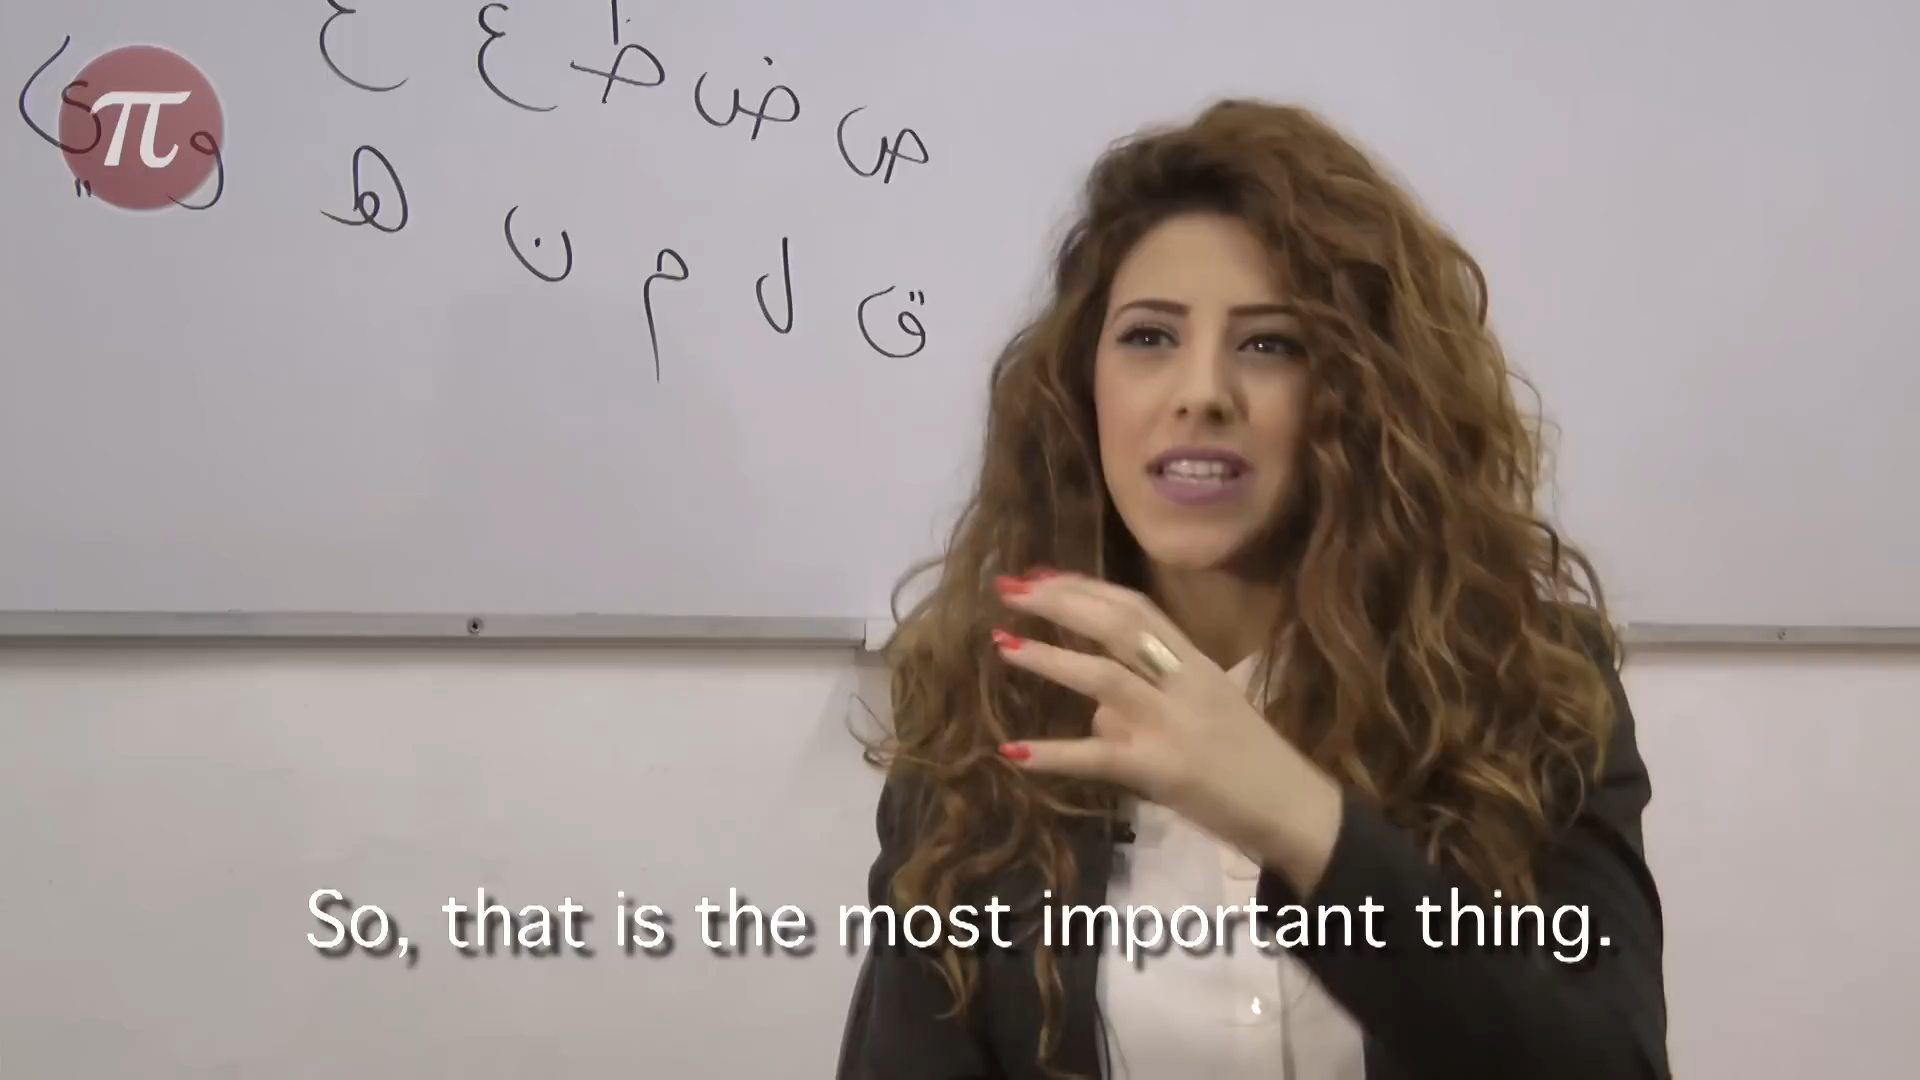 ص ض ط ع ح
ق ل م ن ه و ي
π
So, that is the most important thing.